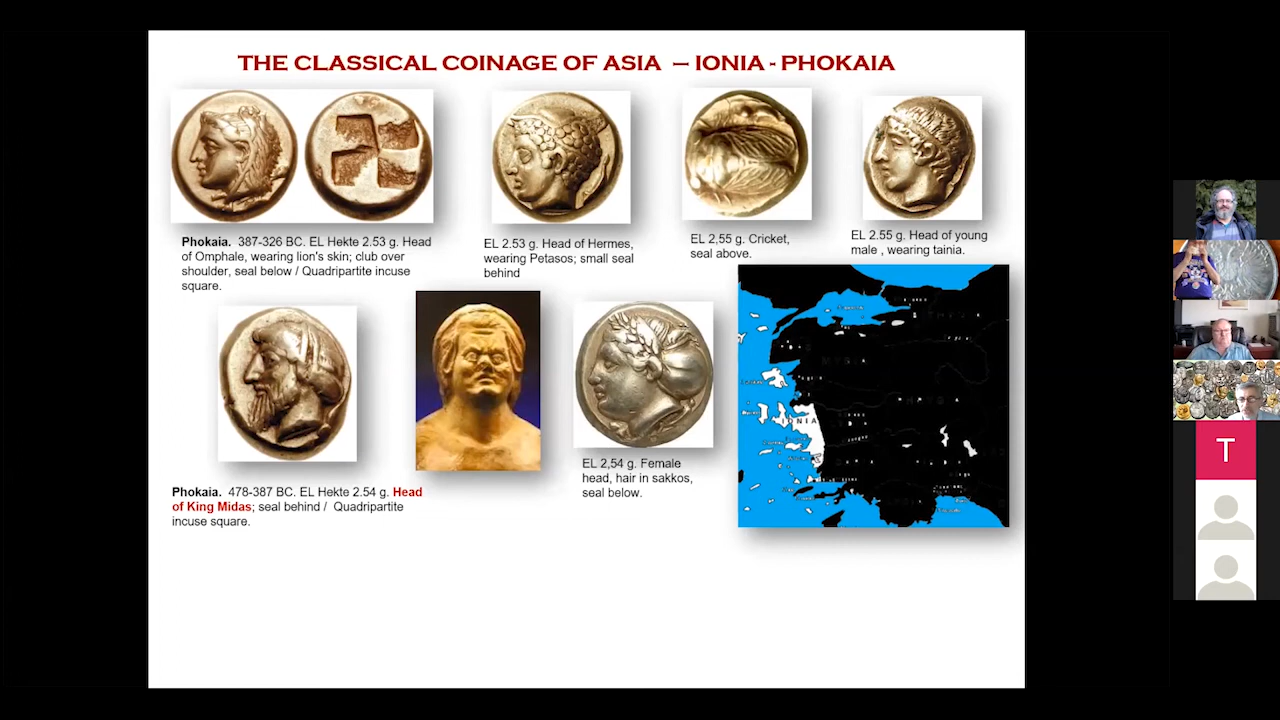 THE CLASSICAL COINAGE OF ASIA – IONIA - PHOKAIA
Phokaia. 387-326 BC. EL Hekte 2.53 g. Head
of Omphale, wearing lion's skin; club over
shoulder, seal below / Quadripartite incuse
square.
EL 2.53 g. Head of Hermes,
wearing Petasos; small seal
behind
EL 2,55 g. Cricket,
seal above.
EL 2.55 g. Head of young
male , wearing tainia.
Phokaia. 478-387 BC. EL Hekte 2.54 g. Head
of King Midas; seal behind / Quadripartite
incuse square.
EL 2,54 g. Female
head, hair in sakkos,
seal below.
IONIA
T